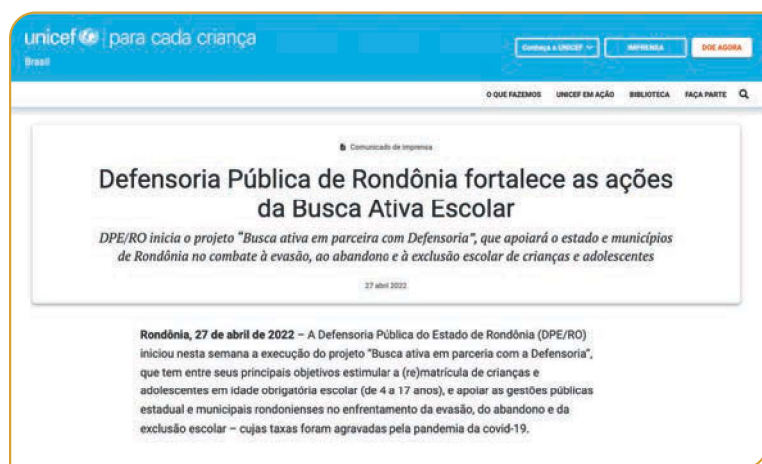 unicef para cada criança
Brasil
Conheça a UNICEF
IMPRENSA
DOE AGORA
O QUE FAZEMOS UNICEF EM AÇÃO BIBLIOTECA FAÇA PARTE
Comunicado de imprensa
Defensoria Pública de Rondônia fortalece as ações
da Busca Ativa Escolar
DPE/RO inicia o projeto “Busca ativa em parceira com Defensoria”, que apoiará o estado e municípios
de Rondônia no combate à evasão, ao abandono e à exclusão escolar de crianças e adolescentes
27 abril 2022
Rondônia, 27 de abril de 2022 – A Defensoria Pública do Estado de Rondônia (DPE/RO)
iniciou nesta semana a execução do projeto “Busca ativa em parceria com a Defensoria”,
que tem entre seus principais objetivos estimular a (re)matrícula de crianças e
adolescentes em idade obrigatória escolar (de 4 a 17 anos), e apoiar as gestões públicas
estadual e municipais rondonienses no enfrentamento da evasão, do abandono e da
exclusão escolar – cujas taxas foram agravadas pela pandemia da covid-19.